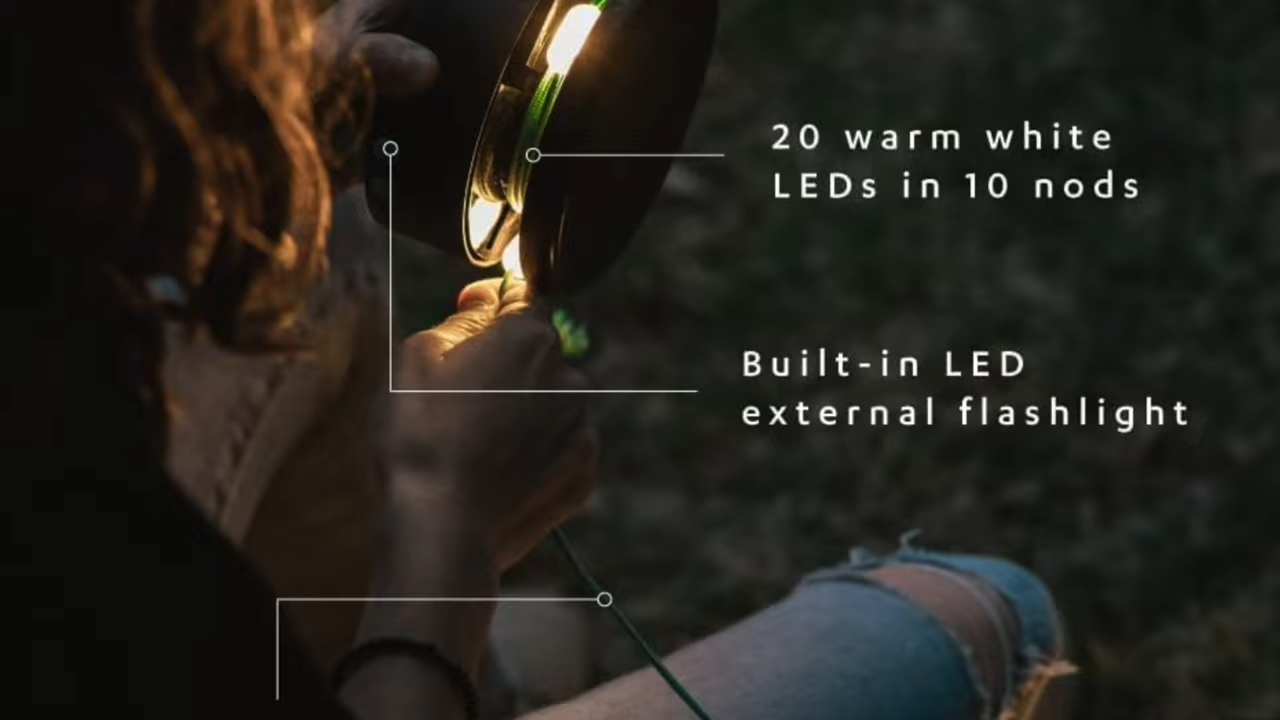 20 warm white
LEDs in 10 nods
Built-in LED
external flashlight